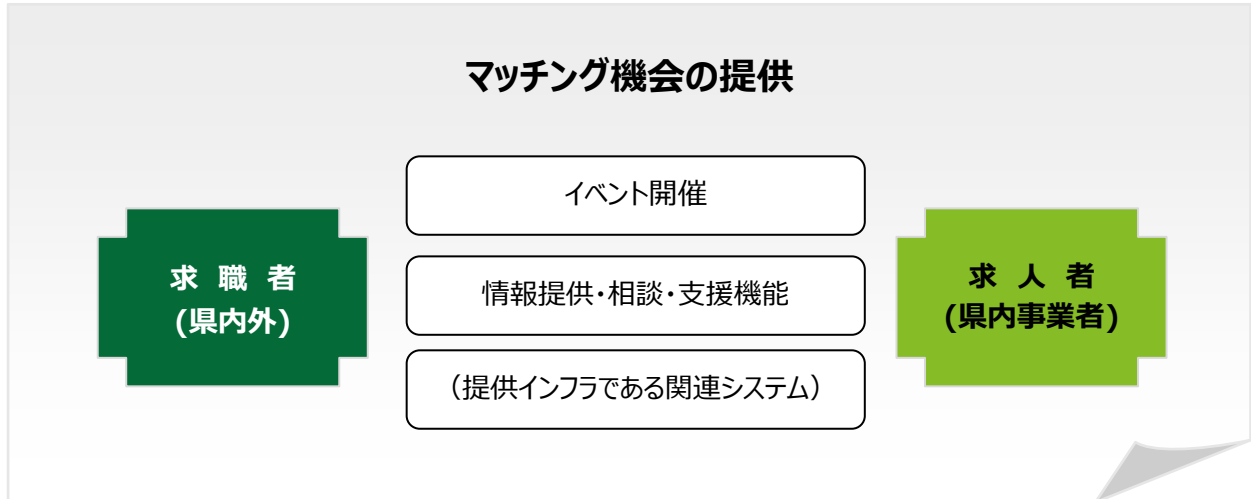 マッチング機会の提供
イベント開催
求 職 者
(県内外)
情報提供・相談・支援機能
求 人 者
(県内事業者)
（提供インフラである関連システム）